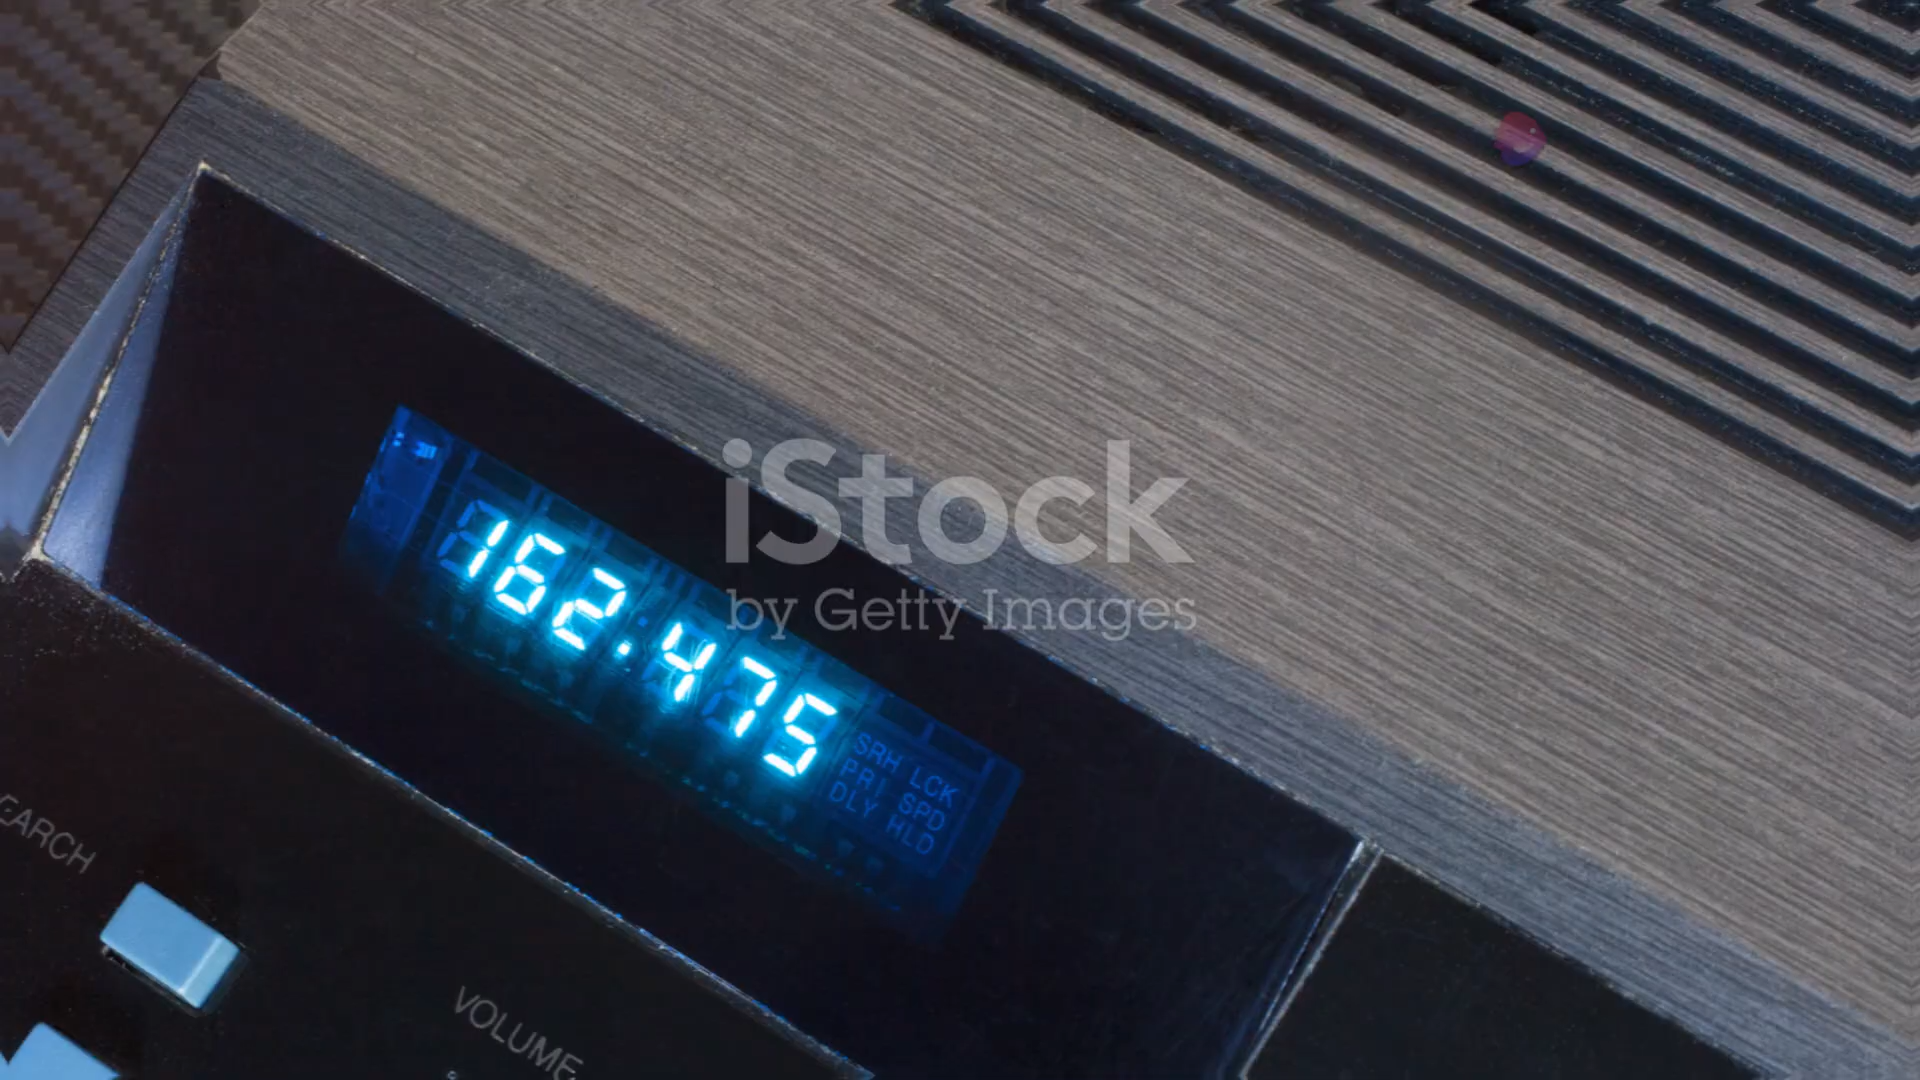 iStock
by Getty Images
162.475
SRH LCK
PRI SPD
DLY HLD
EARCH
VOLUME